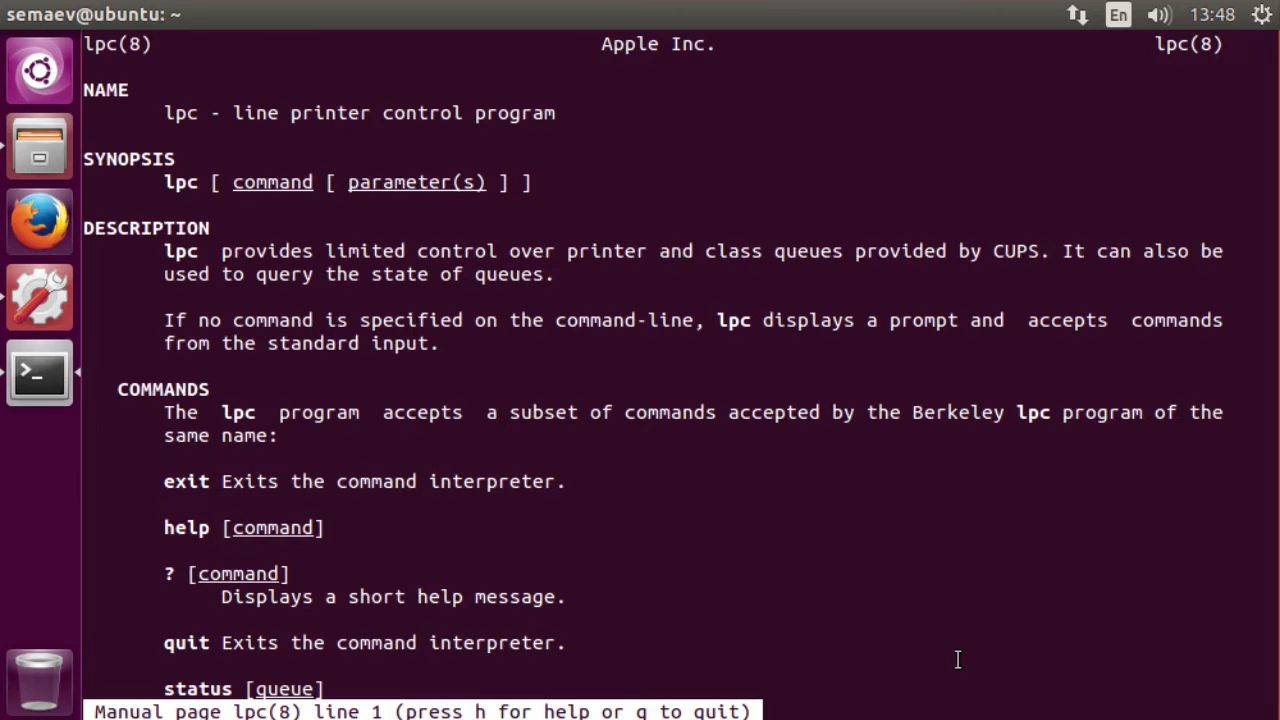 semaev@ubuntu: ~
En
13:48
lpc(8) Apple Inc. lpc(8)
NAME
lpc - line printer control program
SYNOPSIS
lpc [ command [ parameter(s) ] ]
DESCRIPTION
lpc provides limited control over printer and class queues provided by CUPS. It can also be
used to query the state of queues.
If no command is specified on the command-line, lpc displays a prompt and accepts commands
from the standard input.
COMMANDS
The lpc program accepts a subset of commands accepted by the Berkeley lpc program of the
same name:
exit Exits the command interpreter.
help [command]
? [command]
Displays a short help message.
quit Exits the command interpreter.
status [queue]
Manual page lpc(8) line 1 (press h for help or q to quit)